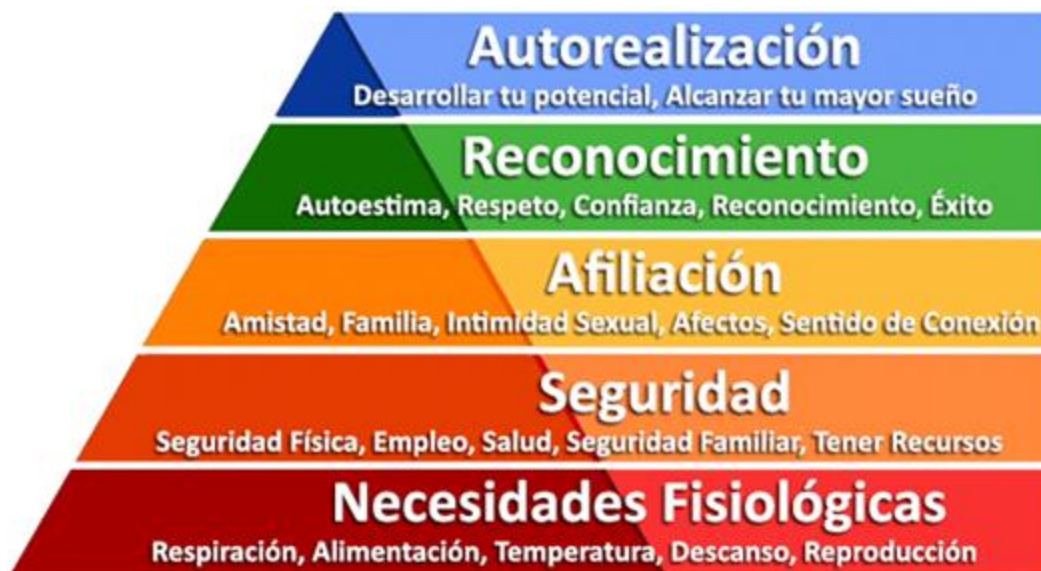 Autorealización
Desarrollar tu potencial, Alcanzar tu mayor sueño
Reconocimiento
Autoestima, Respeto, Confianza, Reconocimiento, Éxito
Afiliación
Amistad, Familia, Intimidad Sexual, Afectos, Sentido de Conexión
Seguridad
Seguridad Física, Empleo, Salud, Seguridad Familiar, Tener Recursos
Necesidades Fisiológicas
Respiración, Alimentación, Temperatura, Descanso, Reproducción